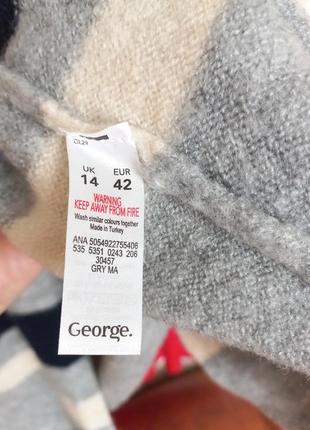 UK EUR
14 42
WARNING
KEEP AWAY FROM FIRE
Wash similar colours together
Made in Turkey
ANA 5054922755406
535 5351 0243 206
30457
GRY MA
George.